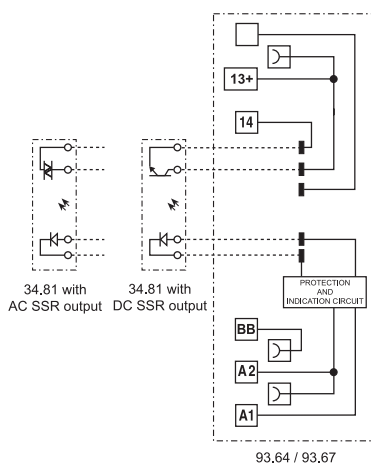 13+
14
34.81 with
AC SSR output
34.81 with
DC SSR output
PROTECTION
AND
INDICATION CIRCUIT
BB
A2
A1
93.64 / 93.67